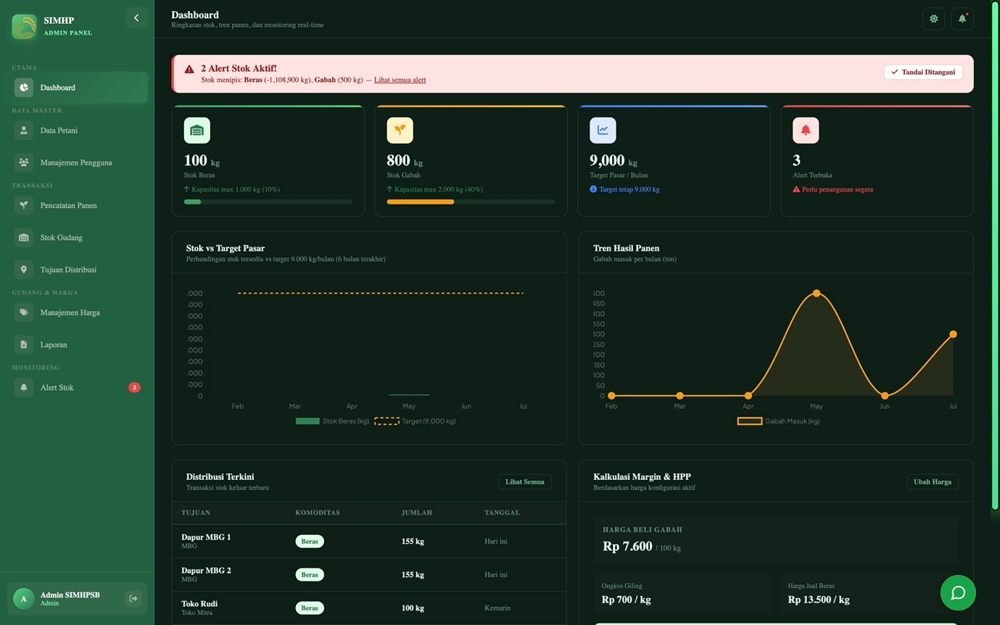 SIMHP
ADMIN PANEL
UTAMA
Dashboard
DATA MASTER
Data Petani
Manajemen Pengguna
TRANSAKSI
Pencatatan Panen
Stok Gudang
Tujuan Distribusi
GUDANG & HARGA
Manajemen Harga
Laporan
MONITORING
Alert Stok 3
A
Admin SIMHPSB
Admin
Dashboard
Ringkasan stok, tren panen, dan monitoring real-time
2 Alert Stok Aktif!
Stok menipis: Beras (-1,108,900 kg), Gabah (500 kg) — Lihat semua alert
Tandai Ditangani
100 kg
Stok Beras
Kapasitas max 1.000 kg (10%)
800 kg
Stok Gabah
Kapasitas max 2.000 kg (40%)
9,000 kg
Target Pasar / Bulan
Target tetap 9,000 kg
3
Alert Terbuka
Perlu penanganan segera
Stok vs Target Pasar
Perbandingan stok tersedia vs target 9.000 kg/bulan (6 bulan terakhir)
.000
.000
.000
.000
.000
.000
.000
.000
.000
0
Feb Mar Apr May Jun Jul
Stok Beras (kg) Target (9,000 kg)
Tren Hasil Panen
Gabah masuk per bulan (ton)
500
450
400
350
300
250
200
150
100
50
0
Feb Mar Apr May Jun Jul
Gabah Masuk (kg)
Distribusi Terkini
Transaksi stok keluar terbaru
Lihat Semua
TUJUAN KOMODITAS JUMLAH TANGGAL
Dapur MBG 1 Beras 155 kg Hari ini
MBG
Dapur MBG 2 Beras 155 kg Hari ini
MBG
Toko Rudi Beras 100 kg Kemarin
Toko Mitra
Kalkulasi Margin & HPP
Berdasarkan harga konfigurasi aktif
Ubah Harga
HARGA BELI GABAH
Rp 7.600 / 100 kg
Ongkos Giling
Rp 700 / kg
Harga Jual Beras
Rp 13.500 / kg